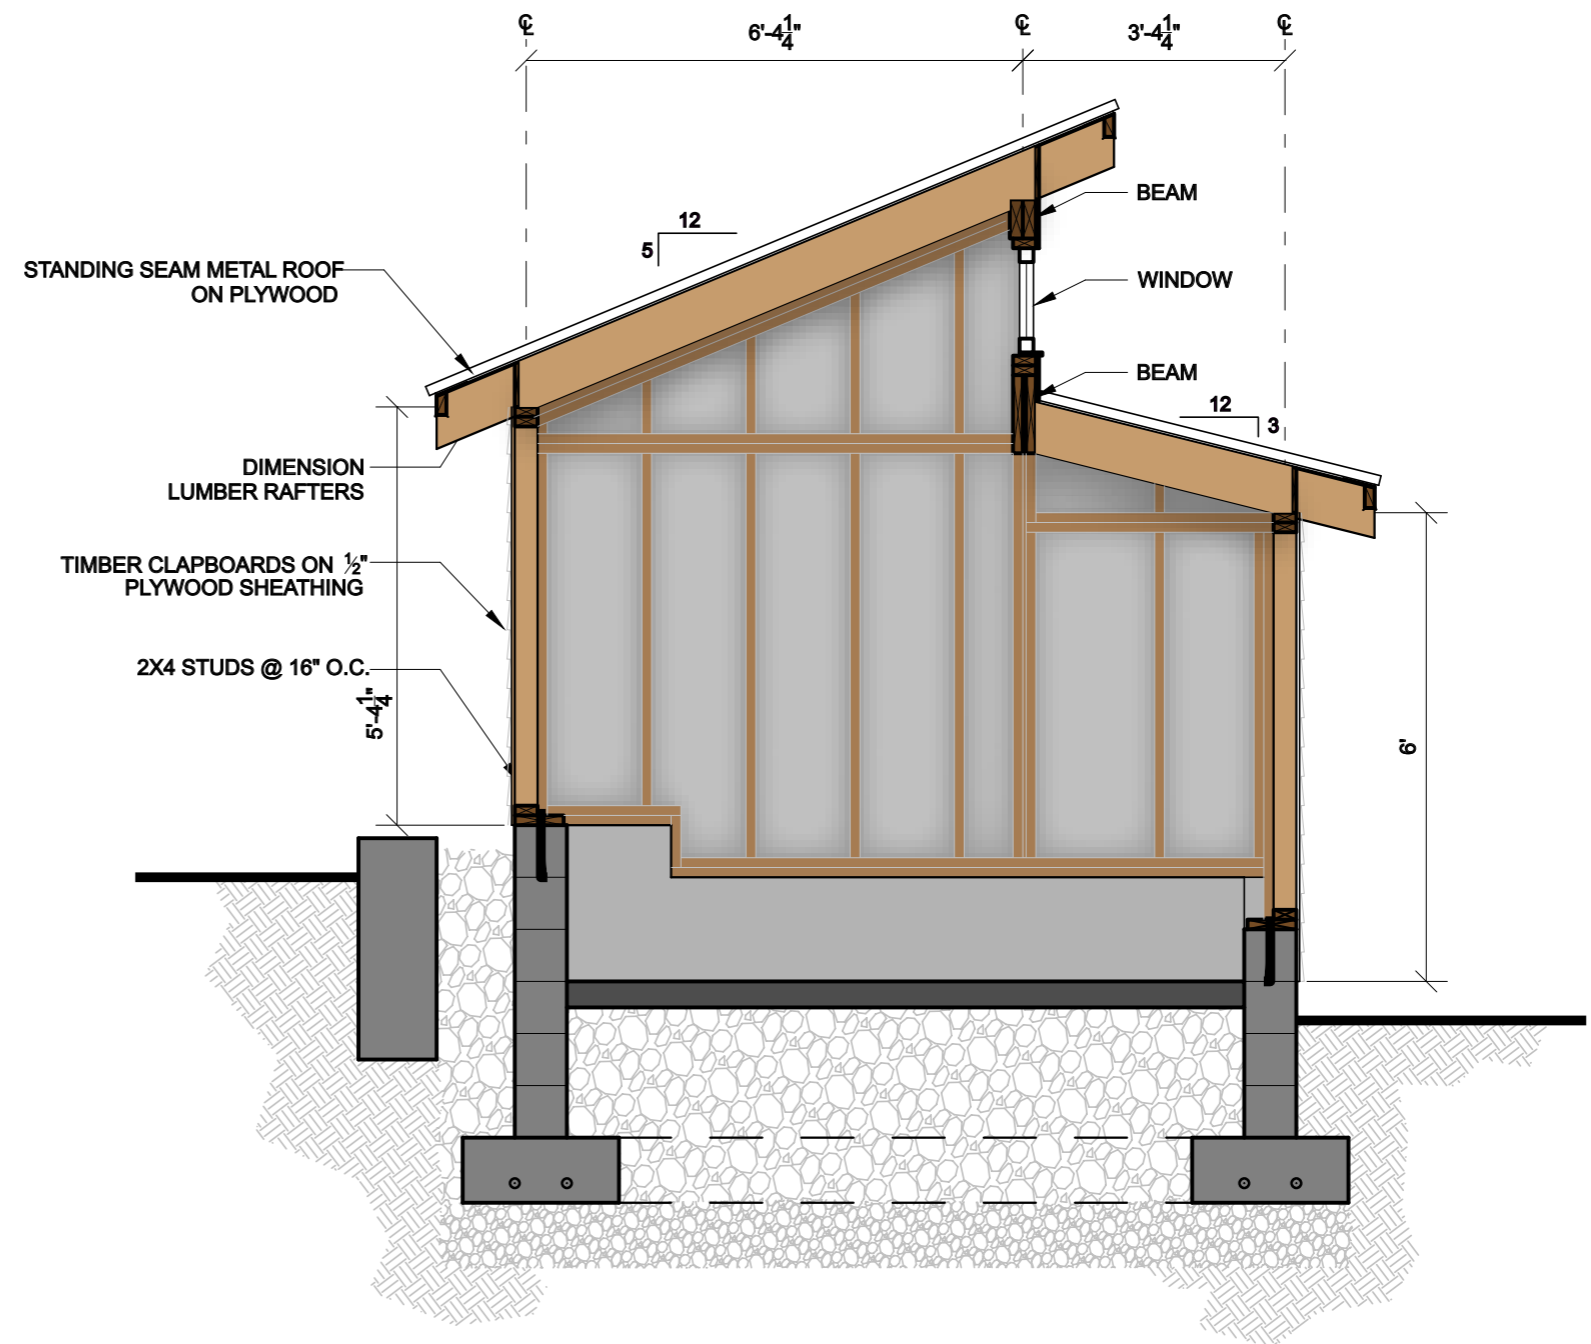 ℄ ℄ ℄
6'-4¼" 3'-4¼"
BEAM
12
5
STANDING SEAM METAL ROOF
ON PLYWOOD
WINDOW
BEAM
12
3
DIMENSION
LUMBER RAFTERS
TIMBER CLAPBOARDS ON ½"
PLYWOOD SHEATHING
2X4 STUDS @ 16" O.C.
5'-4¼"
6'